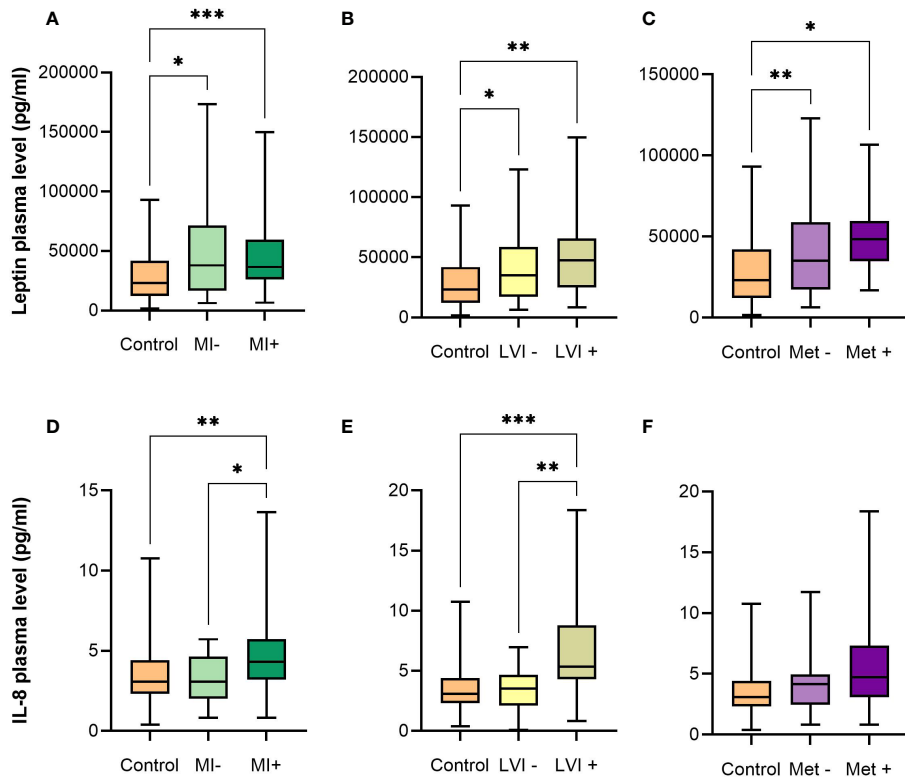 A
B
C
***
*
**
*
*
**
Leptin plasma level (pg/ml)
200000
150000
100000
50000
0
Control MI- MI+
200000
150000
100000
50000
0
Control LVI - LVI +
150000
100000
50000
0
Control Met - Met +
D
E
F
**
*
***
**
IL-8 plasma level (pg/ml)
15
10
5
0
Control MI- MI+
20
15
10
5
0
Control LVI - LVI +
20
15
10
5
0
Control Met - Met +